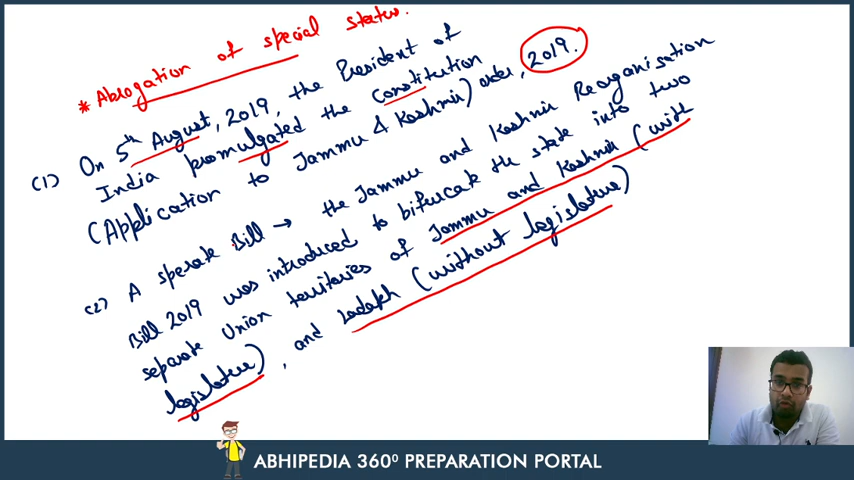 * Abrogation of special status.
(1) On 5th August, 2019, the President of
India promulgated the Constitution
(Application to Jammu & Kashmir) order, 2019.
(2) A sperate Bill → the Jammu and Kashmir Reorganisation
Bill 2019 was introduced to bifurcate the state into two
separate Union territories of Jammu and Kashmir (with
legislature), and Ladakh (without legislature)
ABHIPEDIA 360° PREPARATION PORTAL